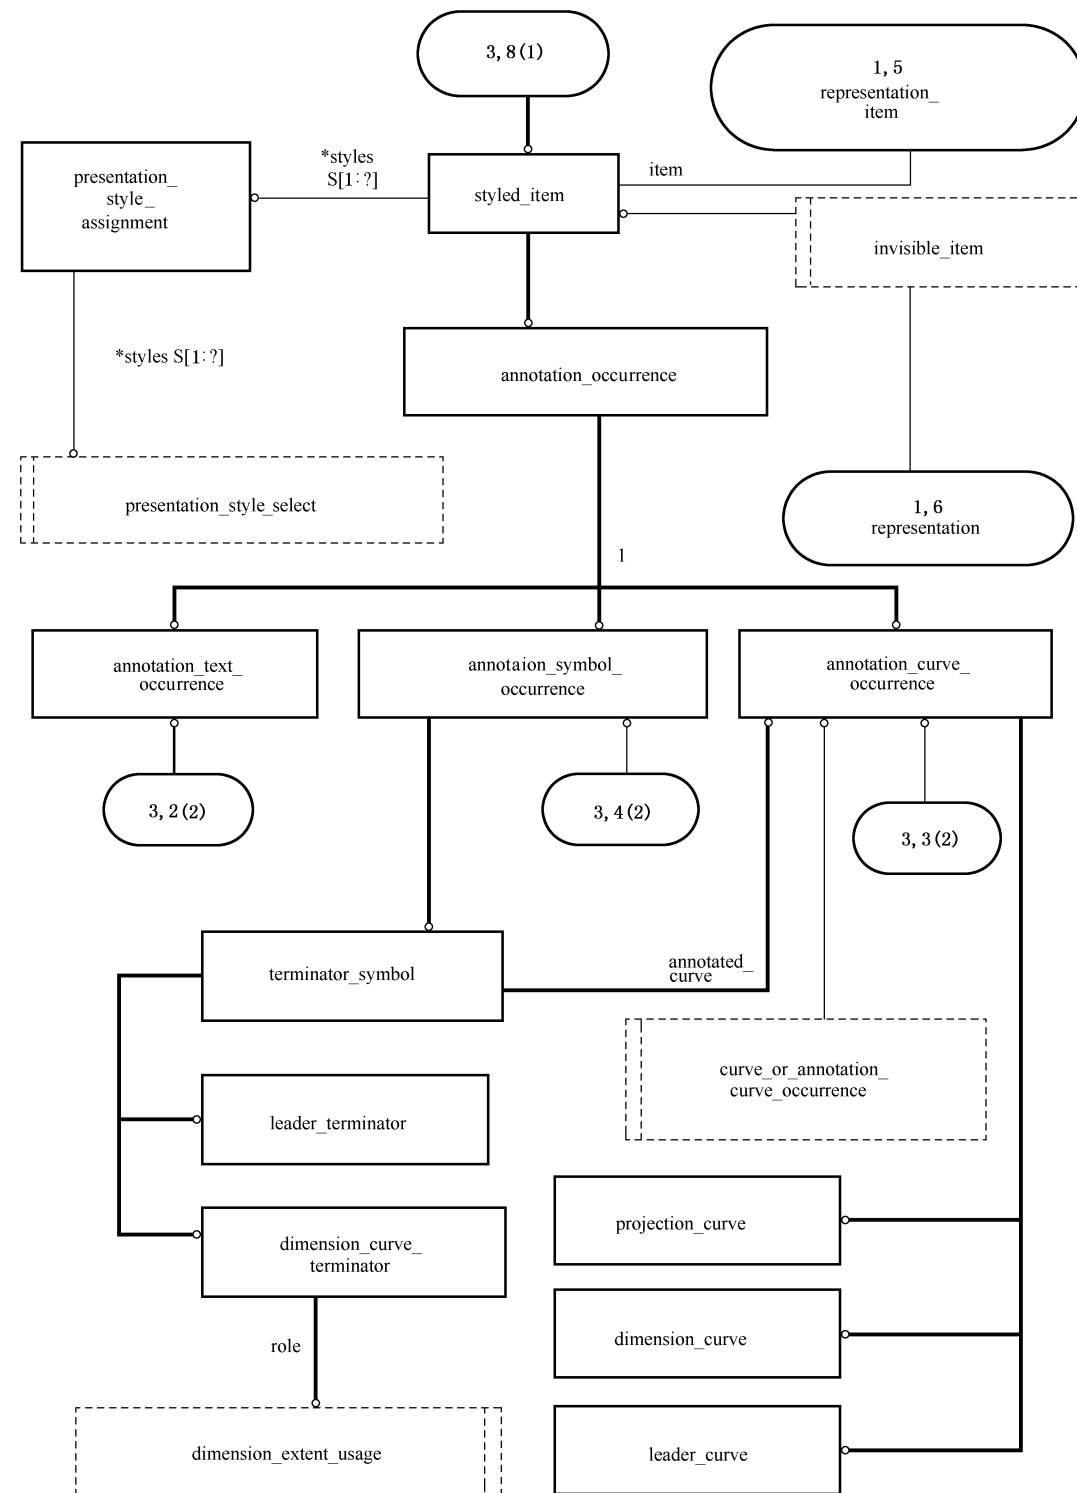 3,8(1)
1,5
representation_
item
*styles
S[1:?]
item
presentation_
style_
assignment
styled_item
invisible_item
*styles S[1:?]
annotation_occurrence
presentation_style_select
1,6
representation
1
annotation_text_
occurrence
annotaion_symbol_
occurrence
annotation_curve_
occurrence
3,2(2)
3,4(2)
3,3(2)
terminator_symbol
annotated_
curve
curve_or_annotation_
curve_occurrence
leader_terminator
projection_curve
dimension_curve_
terminator
role
dimension_curve
dimension_extent_usage
leader_curve